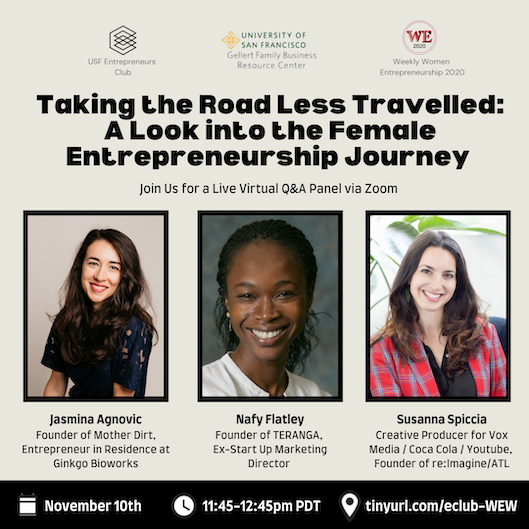 USF Entrepreneurs
Club
UNIVERSITY OF
SAN FRANCISCO
Gellert Family Business
Resource Center
WE
2020
Weekly Women
Entrepreneurship 2020
Taking the Road Less Travelled:
A Look into the Female
Entrepreneurship Journey
Join Us for a Live Virtual Q&A Panel via Zoom
Jasmina Agnovic
Founder of Mother Dirt,
Entrepreneur in Residence at
Ginkgo Bioworks
Nafy Flatley
Founder of TERANGA,
Ex-Start Up Marketing
Director
Susanna Spiccia
Creative Producer for Vox
Media / Coca Cola / Youtube,
Founder of re:Imagine/ATL
November 10th
11:45-12:45pm PDT
tinyurl.com/eclub-WEW